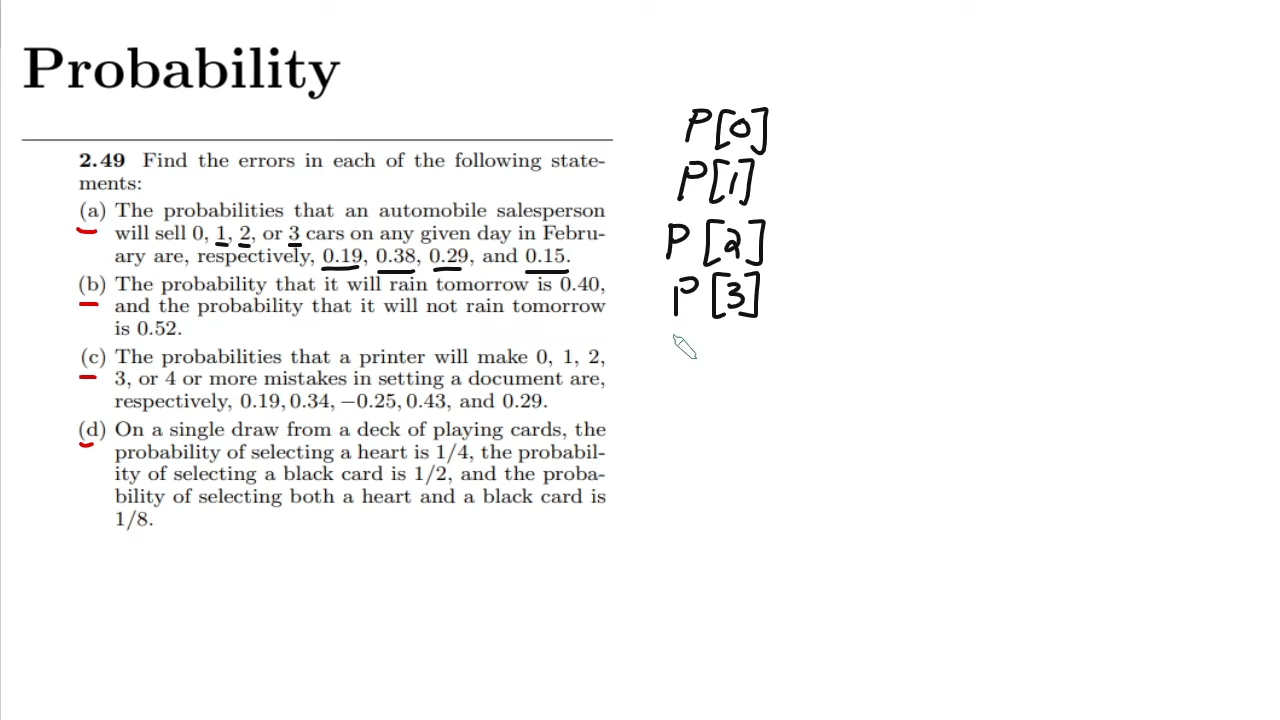 Probability
2.49 Find the errors in each of the following state-
ments:
(a) The probabilities that an automobile salesperson
will sell 0, 1, 2, or 3 cars on any given day in Febru-
ary are, respectively, 0.19, 0.38, 0.29, and 0.15.
(b) The probability that it will rain tomorrow is 0.40,
and the probability that it will not rain tomorrow
is 0.52.
(c) The probabilities that a printer will make 0, 1, 2,
3, or 4 or more mistakes in setting a document are,
respectively, 0.19, 0.34, −0.25, 0.43, and 0.29.
(d) On a single draw from a deck of playing cards, the
probability of selecting a heart is 1/4, the probabil-
ity of selecting a black card is 1/2, and the proba-
bility of selecting both a heart and a black card is
1/8.
P[0]
P[1]
P[2]
P[3]